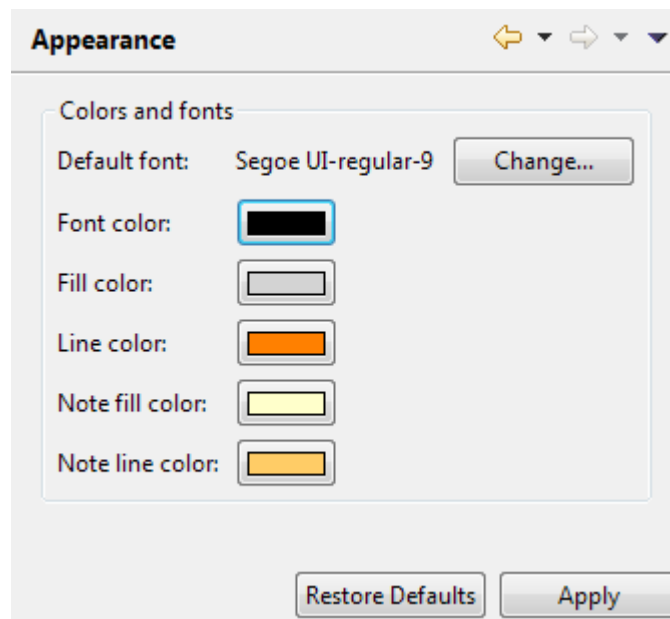 Appearance
Colors and fonts
Default font: Segoe UI-regular-9 Change...
Font color:
Fill color:
Line color:
Note fill color:
Note line color:
Restore Defaults Apply